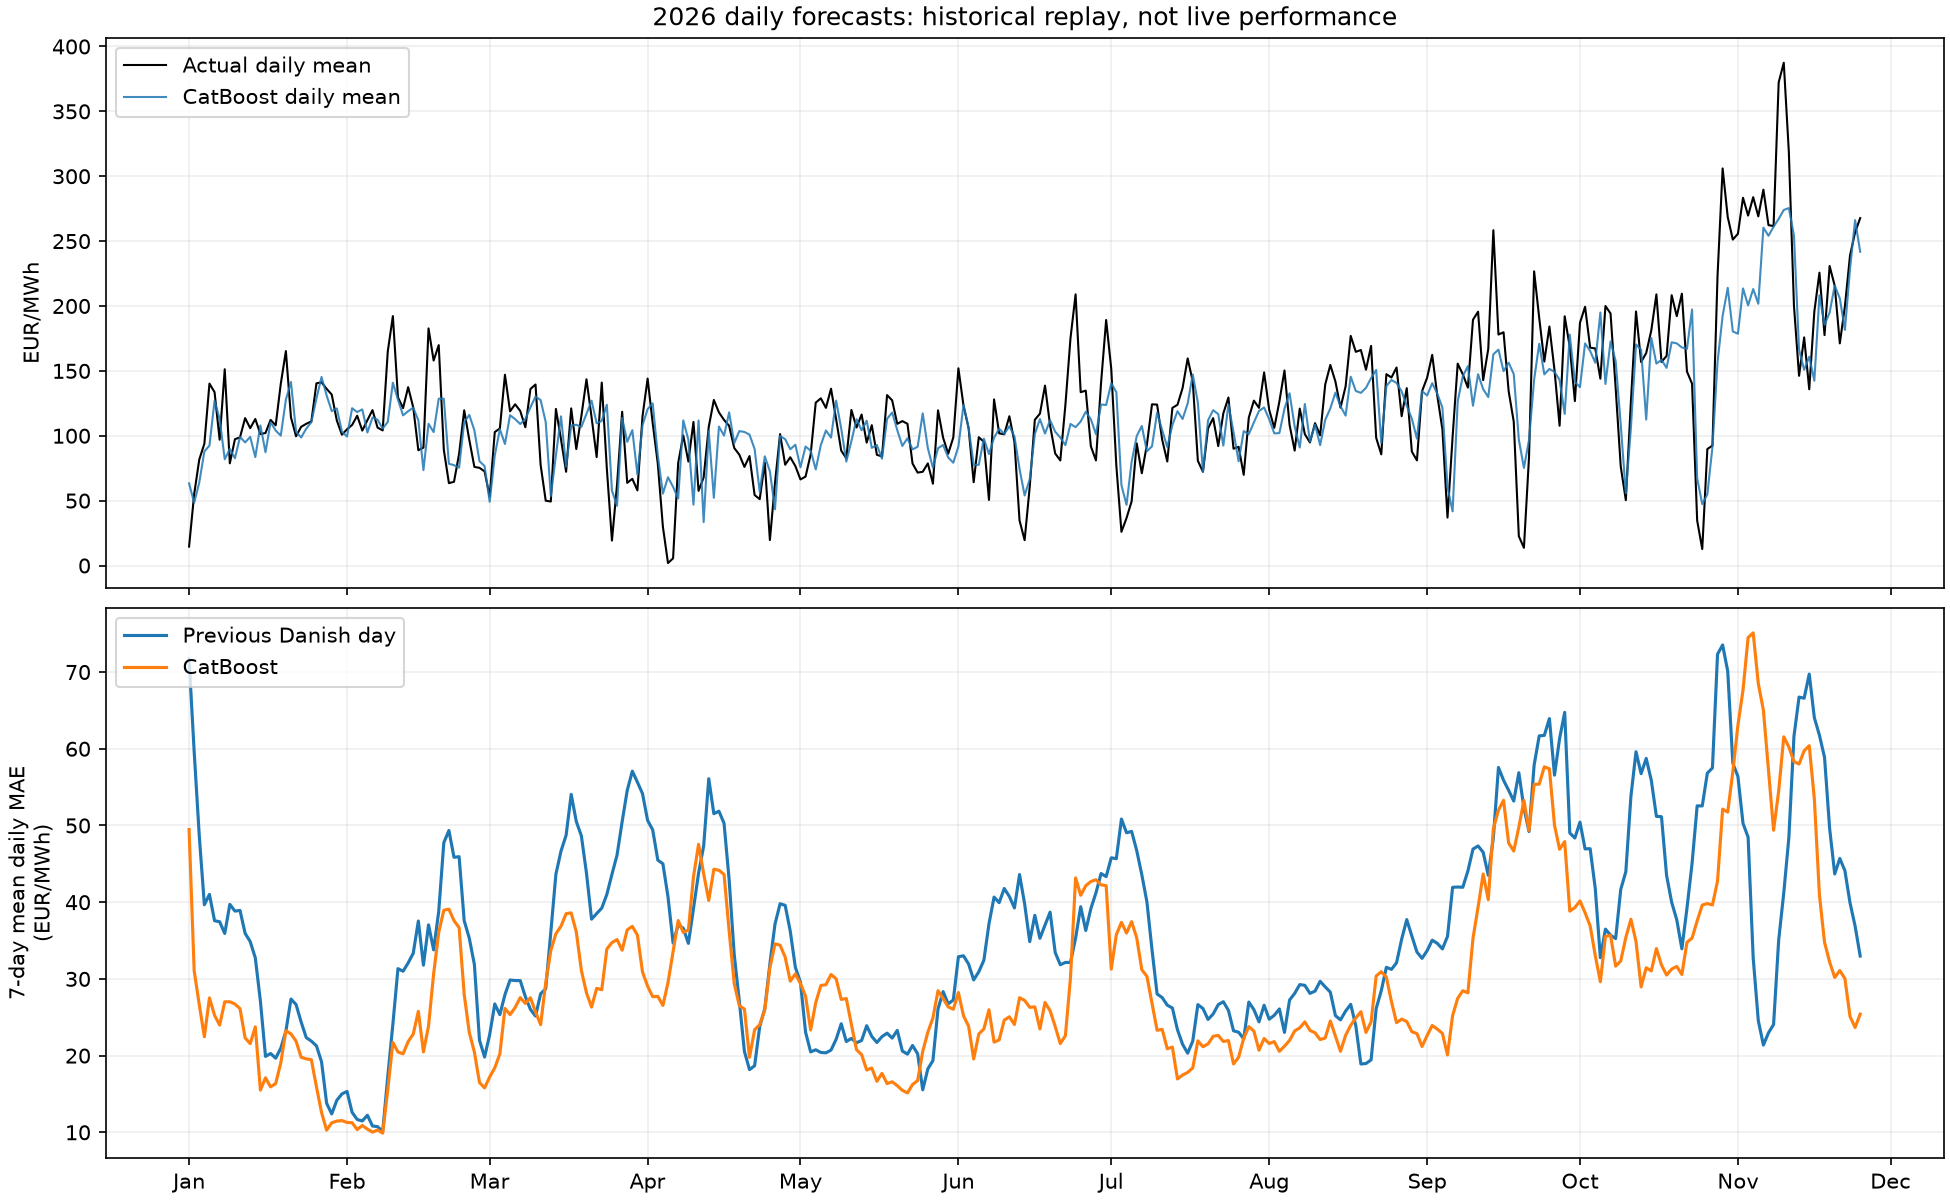 2026 daily forecasts: historical replay, not live performance
Actual daily mean
CatBoost daily mean
EUR/MWh
400
350
300
250
200
150
100
50
0
Previous Danish day
CatBoost
7-day mean daily MAE
(EUR/MWh)
70
60
50
40
30
20
10
Jan Feb Mar Apr May Jun Jul Aug Sep Oct Nov Dec